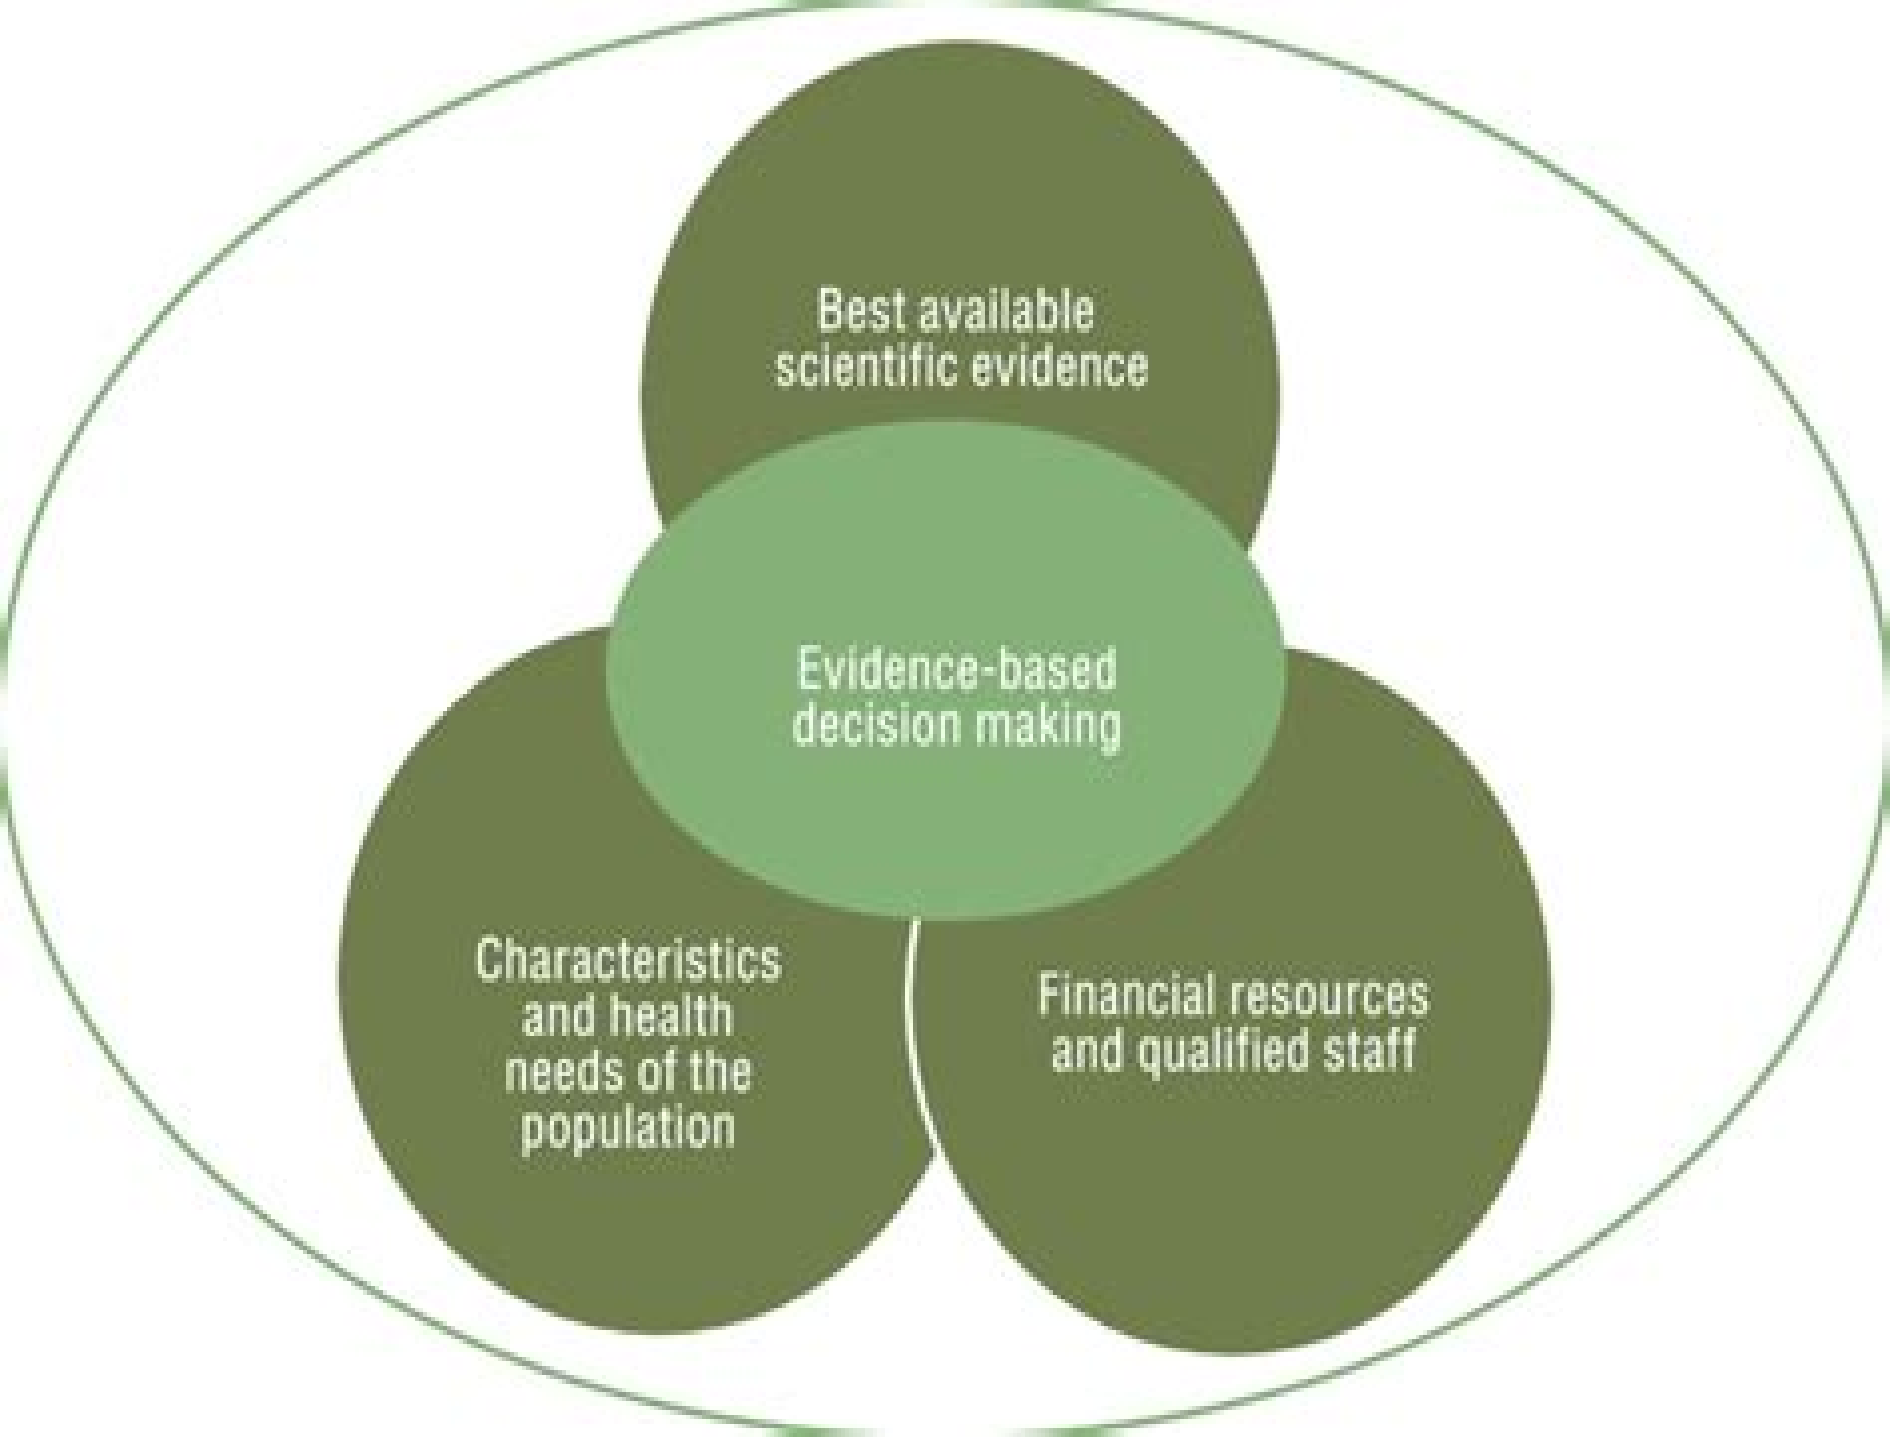 Best available
scientific evidence
Evidence-based
decision making
Characteristics
and health
needs of the
population
Financial resources
and qualified staff